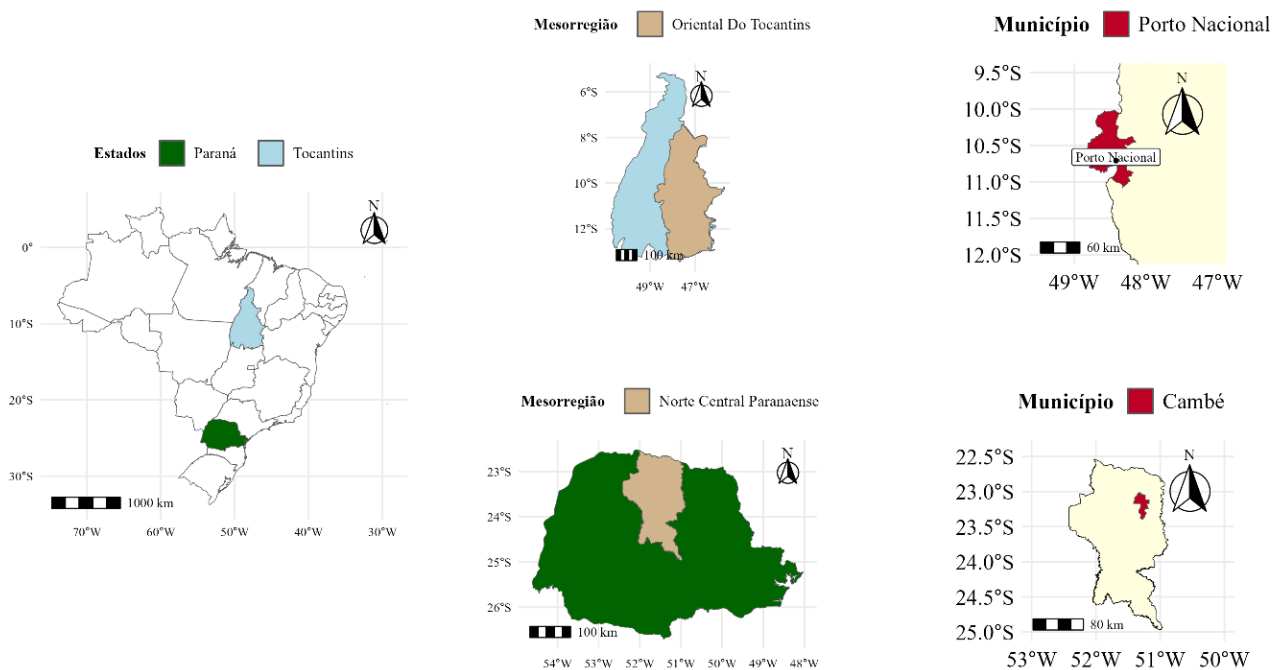 Estados Paraná Tocantins
N
0°
10°S
20°S
30°S
1000 km
70°W 60°W 50°W 40°W 30°W
Mesorregião Oriental Do Tocantins
N
6°S
8°S
10°S
12°S
100 km
49°W 47°W
Município Porto Nacional
N
9.5°S
10.0°S
10.5°S
Porto Nacional
11.0°S
11.5°S
12.0°S
60 km
49°W 48°W 47°W
Mesorregião Norte Central Paranaense
N
23°S
24°S
25°S
26°S
100 km
54°W 53°W 52°W 51°W 50°W 49°W 48°W
Município Cambé
N
22.5°S
23.0°S
23.5°S
24.0°S
24.5°S
25.0°S
80 km
53°W 52°W 51°W 50°W